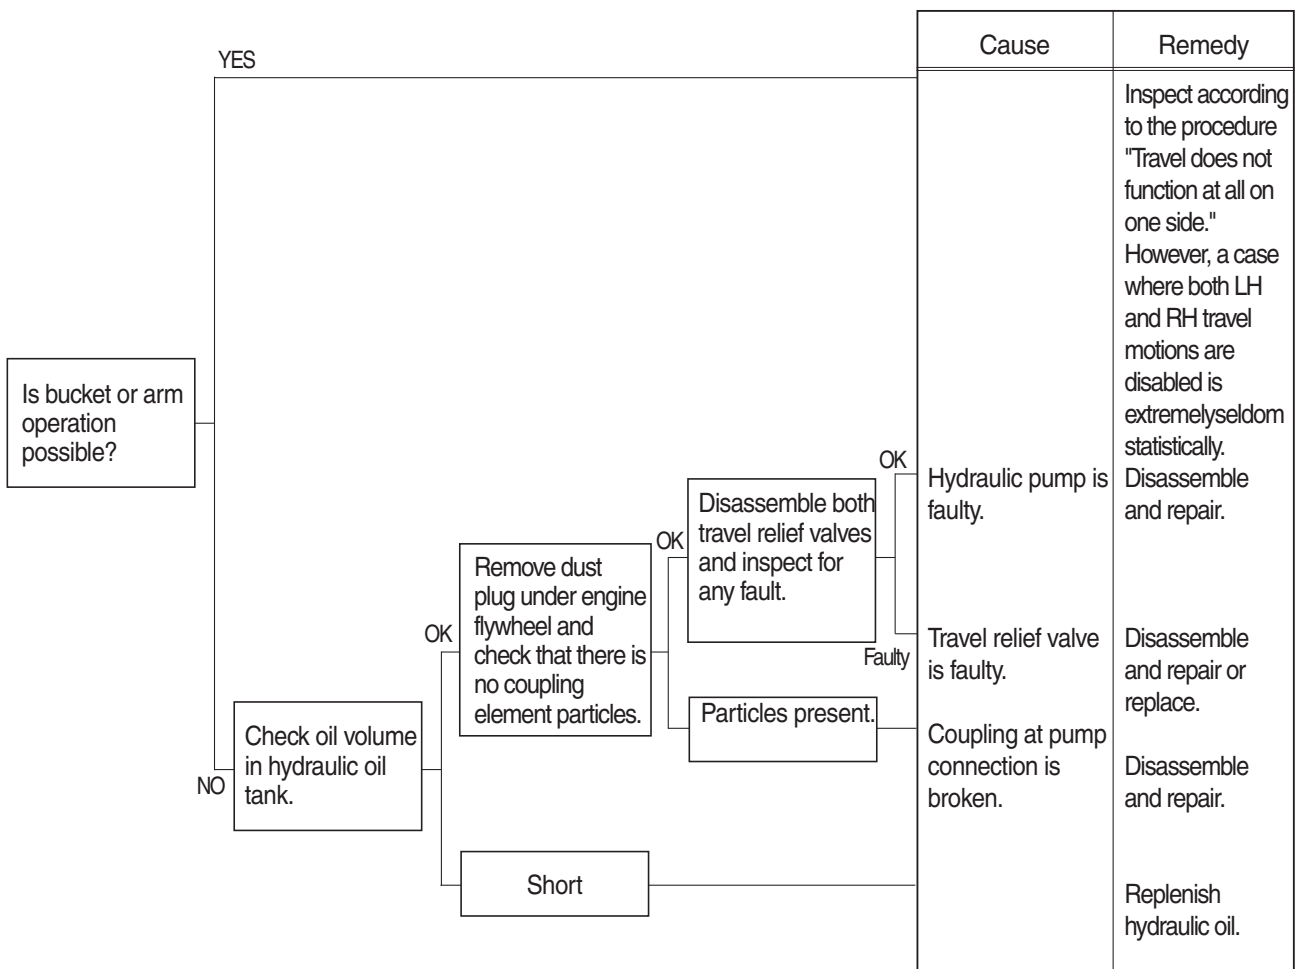 Cause
Remedy
YES
Inspect according
to the procedure
"Travel does not
function at all on
one side."
However, a case
where both LH
and RH travel
motions are
disabled is
extremelyseldom
statistically.
Is bucket or arm
operation
possible?
NO
Check oil volume
in hydraulic oil
tank.
OK
Remove dust
plug under engine
flywheel and
check that there is
no coupling
element particles.
OK
Disassemble both
travel relief valves
and inspect for
any fault.
OK
Hydraulic pump is
faulty.
Disassemble
and repair.
Faulty
Travel relief valve
is faulty.
Disassemble
and repair or
replace.
Particles present.
Coupling at pump
connection is
broken.
Disassemble
and repair.
Short
Replenish
hydraulic oil.